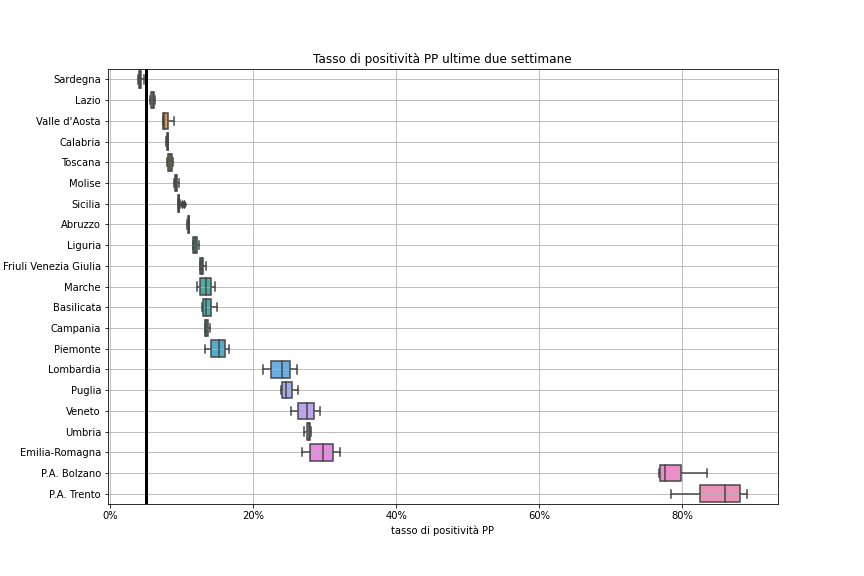 Tasso di positività PP ultime due settimane
Sardegna
Lazio
Valle d'Aosta
Calabria
Toscana
Molise
Sicilia
Abruzzo
Liguria
Friuli Venezia Giulia
Marche
Basilicata
Campania
Piemonte
Lombardia
Puglia
Veneto
Umbria
Emilia-Romagna
P.A. Bolzano
P.A. Trento
0% 20% 40% 60% 80%
tasso di positività PP